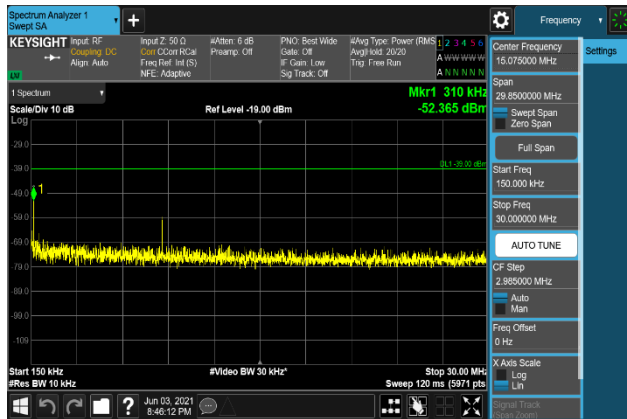 Spectrum Analyzer 1
Swept SA
Frequency
KEYSIGHT
Input: RF
Coupling: DC
Align: Auto
Input Z: 50 Ω
Corr CCorr RCal
Freq Ref: Int (S)
NFE: Adaptive
#Atten: 6 dB
Preamp: Off
PNO: Best Wide
Gate: Off
IF Gain: Low
Sig Track: Off
#Avg Type: Power (RMS
Avg|Hold: 20/20
Trig: Free Run
1 2 3 4 5 6
A W W W W W
A N N N N N
LW
1 Spectrum
Scale/Div 10 dB
Ref Level -19.00 dBm
Mkr1 310 kHz
-52.365 dBm
Log
-29.0
-39.0
-49.0
-59.0
-69.0
-79.0
-89.0
-99.0
-109
DL1 -39.00 dBm
1
Start 150 kHz
#Res BW 10 kHz
#Video BW 30 kHz*
Stop 30.00 MHz
Sweep 120 ms (5971 pts
?
Jun 03, 2021
8:46:12 PM
Center Frequency
15.075000 MHz
Settings
Span
29.8500000 MHz
Swept Span
Zero Span
Full Span
Start Freq
150.000 kHz
Stop Freq
30.000000 MHz
AUTO TUNE
CF Step
2.985000 MHz
Auto
Man
Freq Offset
0 Hz
X Axis Scale
Log
Lin
Signal Track
(Span Zoom)